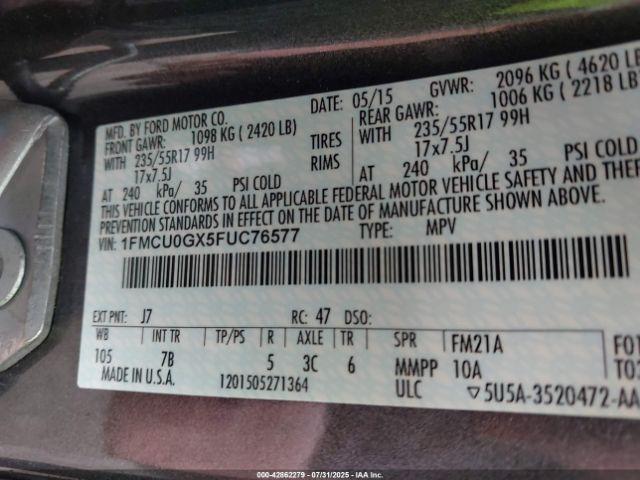 MFD. BY FORD MOTOR CO.
DATE: 05/15 GVWR: 2096 KG ( 4620 LB
FRONT GAWR: 1098 KG ( 2420 LB) REAR GAWR: 1006 KG ( 2218 LB
WITH 235/55R17 99H TIRES WITH 235/55R17 99H
17x7.5J RIMS 17x7.5J
AT 240 kPa/ 35 PSI COLD AT 240 kPa/ 35 PSI COLD
THIS VEHICLE CONFORMS TO ALL APPLICABLE FEDERAL MOTOR VEHICLE SAFETY AND THEF
PREVENTION STANDARDS IN EFFECT ON THE DATE OF MANUFACTURE SHOWN ABOVE.
VIN: 1FMCU0GX5FUC76577 TYPE: MPV
EXT PNT: J7 RC: 47 DSO:
WB INT TR TP/PS R AXLE TR SPR FM21A F01
105 7B 5 3C 6 MMPP 10A T02
MADE IN U.S.A. 1201505271364 ULC ▽5U5A-3520472-AA
000-42862279 | 07/31/2025 - IAA Inc.